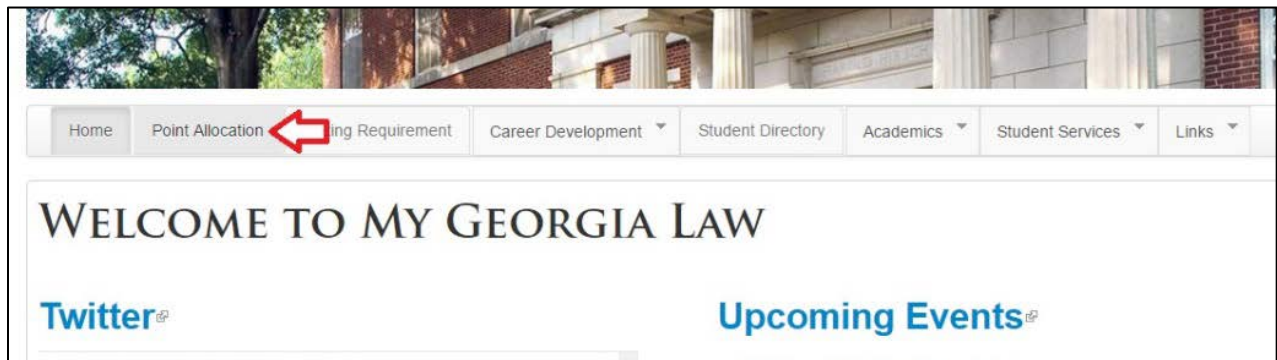 Home Point Allocation Requirement Career Development Student Directory Academics Student Services Links
WELCOME TO MY GEORGIA LAW
Twitter Upcoming Events